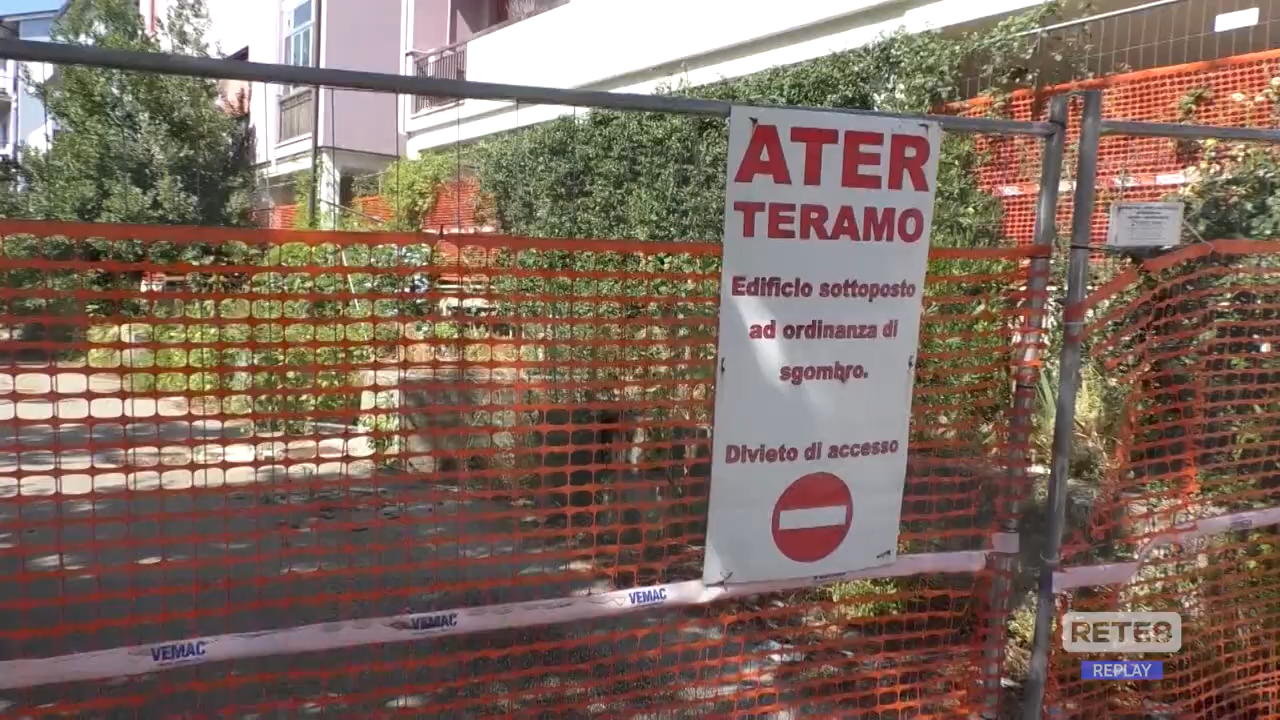 ATER
TERAMO
Edificio sottoposto
ad ordinanza di
sgombro.
Divieto di accesso
VEMAC
VEMAC
VEMAC
RETE8
REPLAY